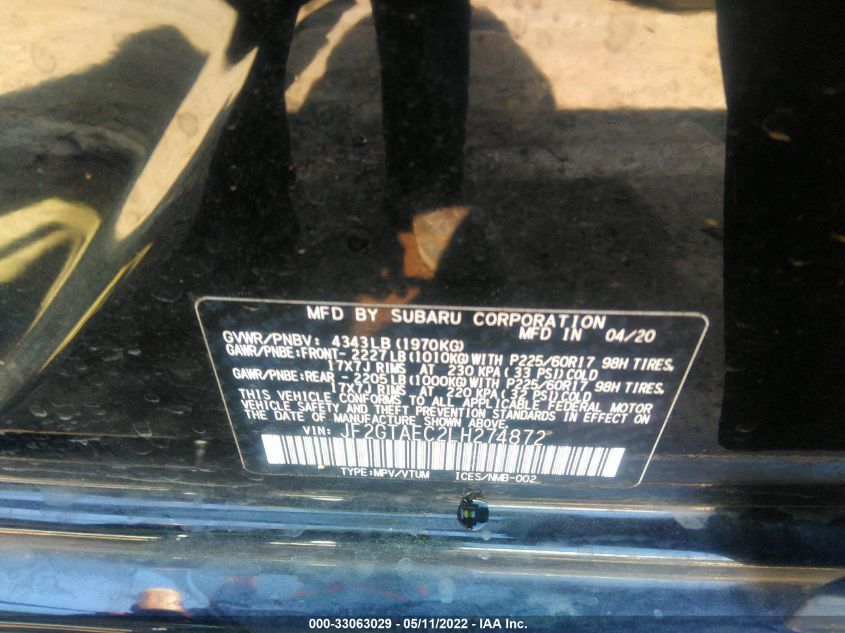 MFD BY SUBARU CORPORATION
GVWR/PNBV: 4343LB (1970KG) MFD IN 04/20
GAWR/PNBE:FRONT- 2227LB (1010KG) WITH P225/60R17 98H TIRES,
17X7J RIMS AT 230 KPA (33 PSI) COLD
GAWR/PNBE:REAR - 2205LB (1000KG) WITH P225/60R17 98H TIRES,
17X7J RIMS AT 220 KPA (32 PSI) COLD
THIS VEHICLE CONFORMS TO ALL APPLICABLE FEDERAL MOTOR
VEHICLE SAFETY AND THEFT PREVENTION STANDARDS IN EFFECT ON
THE DATE OF MANUFACTURE SHOWN ABOVE.
VIN: JF2GTAEC2LH274872
TYPE:MPV/VTUM ICES/NMB-002
000-33063029 - 05/11/2022 - IAA Inc.